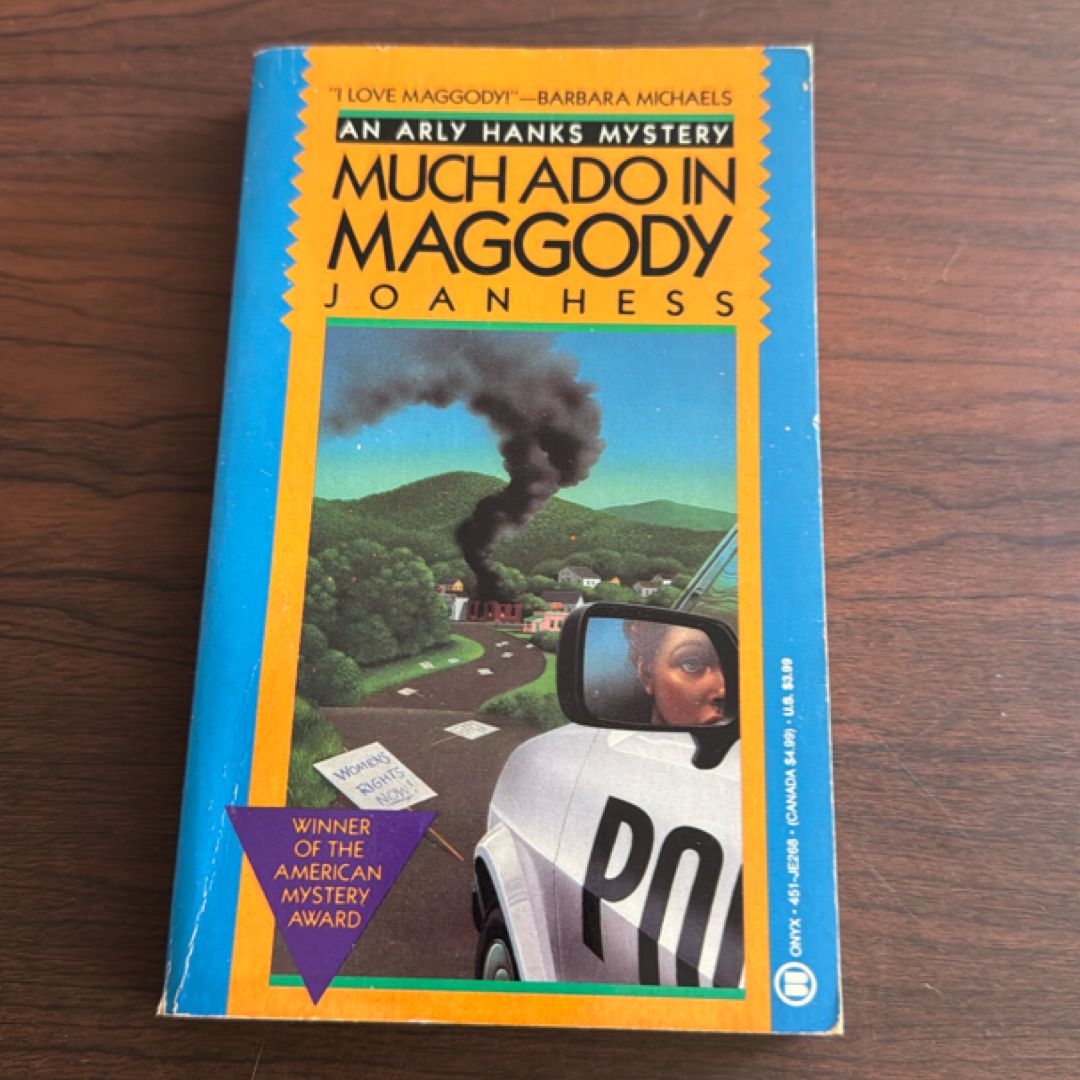 "I LOVE MAGGODY!"—BARBARA MICHAELS
AN ARLY HANKS MYSTERY
MUCH ADO IN
MAGGODY
JOAN HESS
WOMEN'S
RIGHTS
NOW!
WINNER
OF THE
AMERICAN
MYSTERY
AWARD
PO
ONYX • 451-JE268 • (CANADA $4.99) • U.S. $3.99